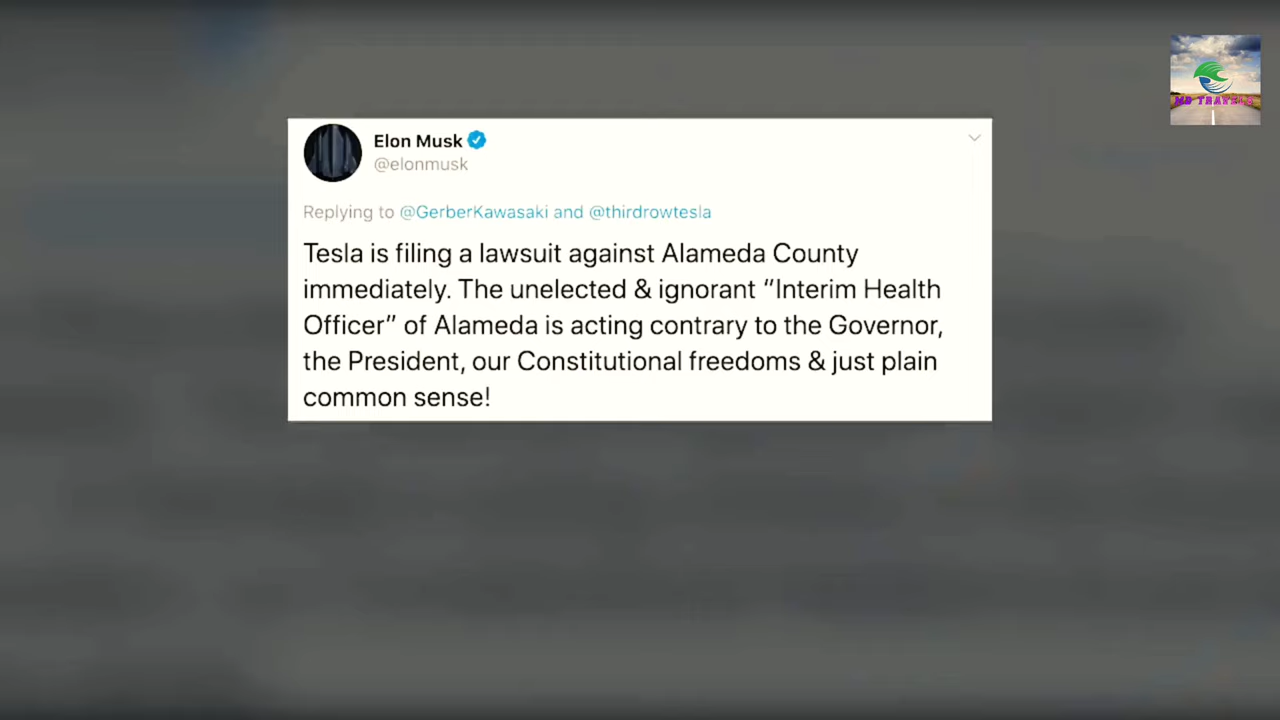 MD TRAVELS
Elon Musk
@elonmusk
Replying to @GerberKawasaki and @thirdrowtesla
Tesla is filing a lawsuit against Alameda County
immediately. The unelected & ignorant “Interim Health
Officer” of Alameda is acting contrary to the Governor,
the President, our Constitutional freedoms & just plain
common sense!